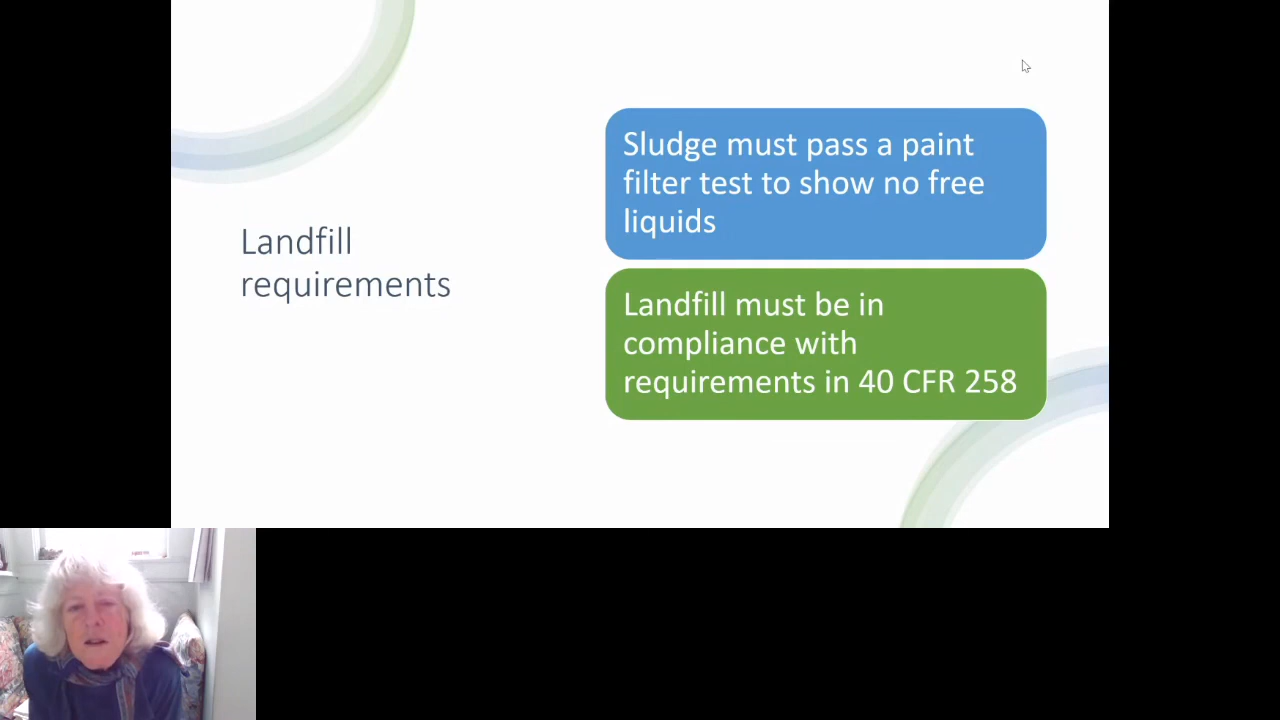 Landfill
requirements
Sludge must pass a paint
filter test to show no free
liquids
Landfill must be in
compliance with
requirements in 40 CFR 258